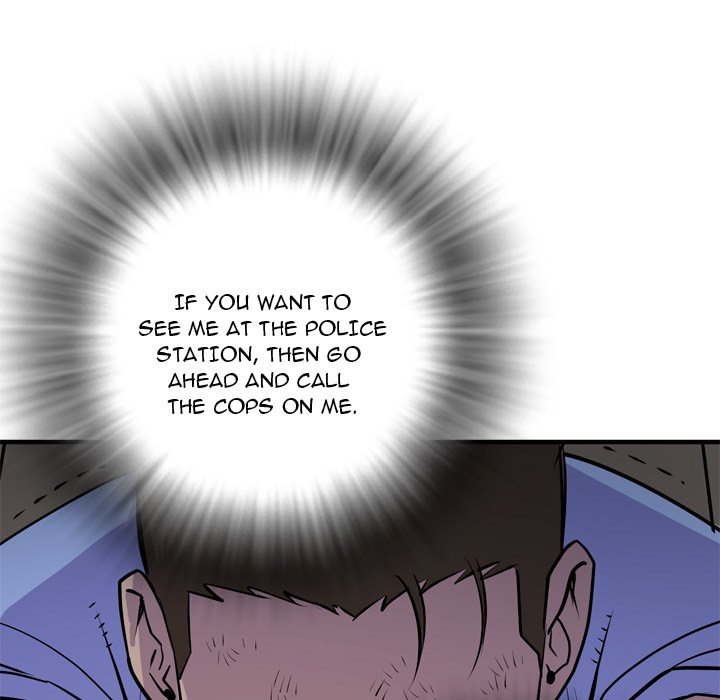 IF YOU WANT TO
SEE ME AT THE POLICE
STATION, THEN GO
AHEAD AND CALL
THE COPS ON ME.